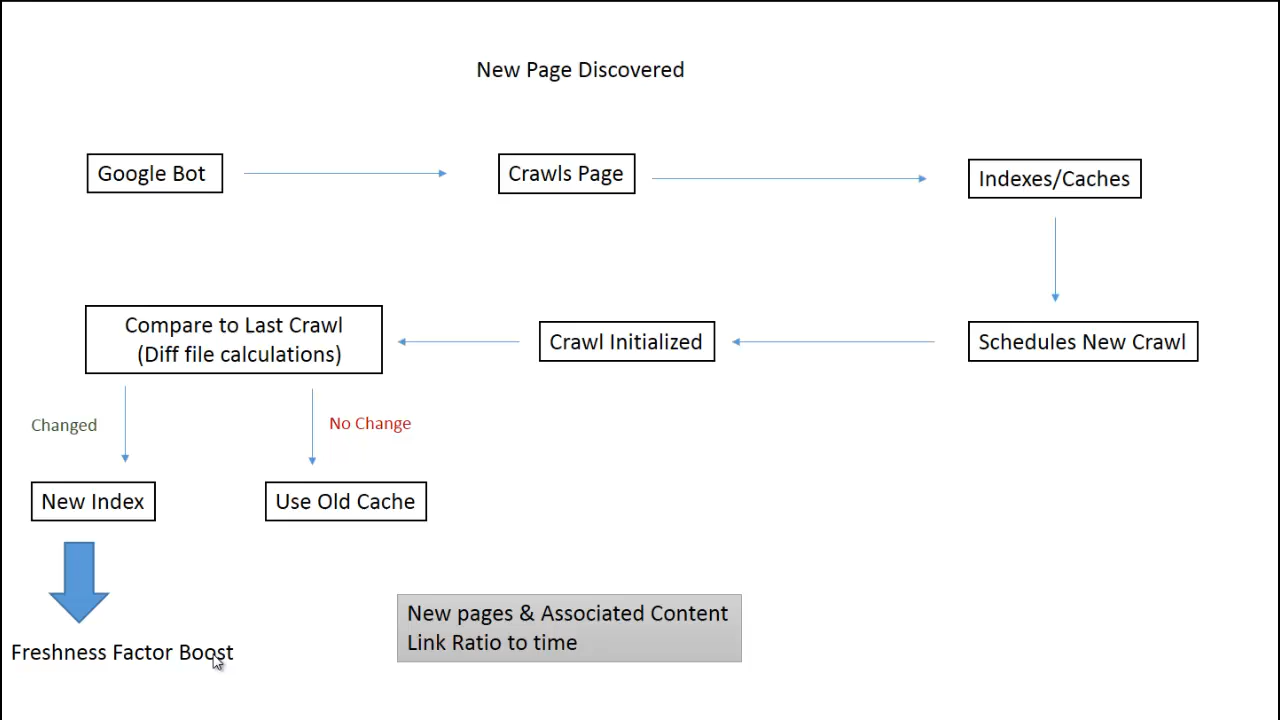 New Page Discovered
Google Bot
Crawls Page
Indexes/Caches
Compare to Last Crawl
(Diff file calculations)
Crawl Initialized
Schedules New Crawl
Changed
No Change
New Index
Use Old Cache
New pages & Associated Content
Link Ratio to time
Freshness Factor Boost